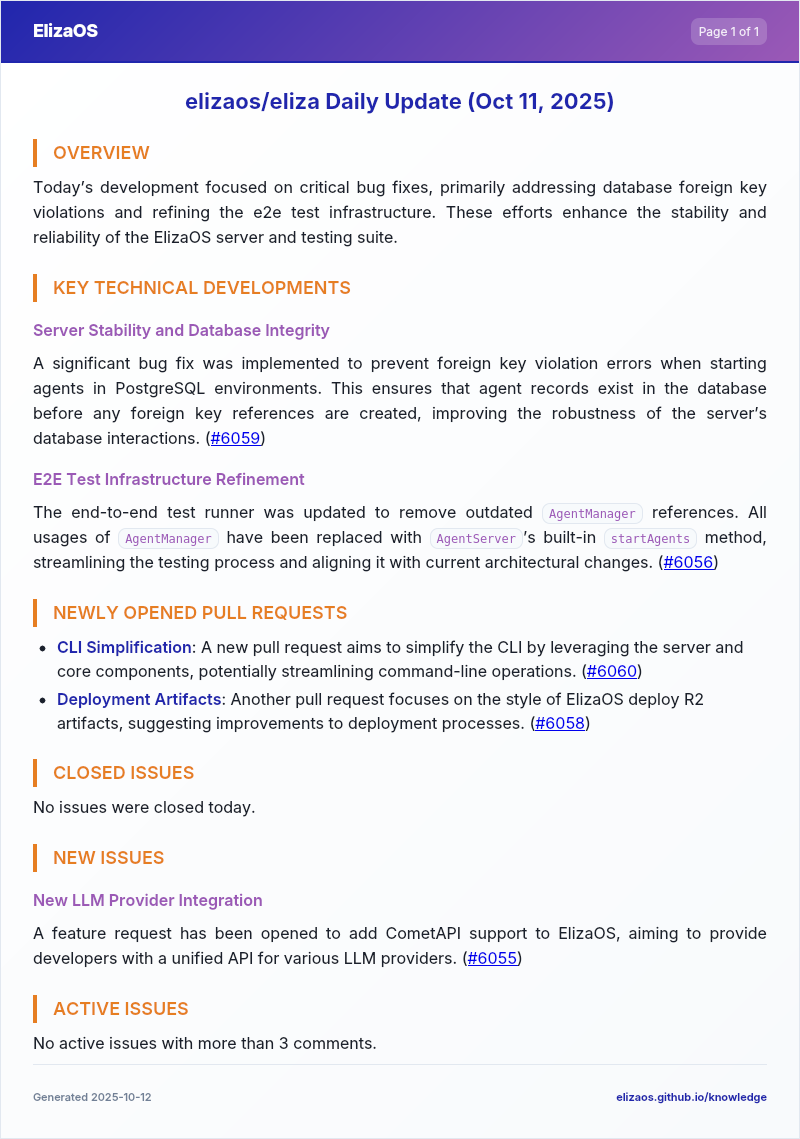 ElizaOS
Page 1 of 1
elizaos/eliza Daily Update (Oct 11, 2025)
OVERVIEW
Today’s development focused on critical bug fixes, primarily addressing database foreign key
violations and refining the e2e test infrastructure. These efforts enhance the stability and
reliability of the ElizaOS server and testing suite.
KEY TECHNICAL DEVELOPMENTS
Server Stability and Database Integrity
A significant bug fix was implemented to prevent foreign key violation errors when starting
agents in PostgreSQL environments. This ensures that agent records exist in the database
before any foreign key references are created, improving the robustness of the server’s
database interactions. (#6059)
E2E Test Infrastructure Refinement
The end-to-end test runner was updated to remove outdated AgentManager references. All
usages of AgentManager have been replaced with AgentServer’s built-in startAgents method,
streamlining the testing process and aligning it with current architectural changes. (#6056)
NEWLY OPENED PULL REQUESTS
• CLI Simplification: A new pull request aims to simplify the CLI by leveraging the server and
core components, potentially streamlining command-line operations. (#6060)
• Deployment Artifacts: Another pull request focuses on the style of ElizaOS deploy R2
artifacts, suggesting improvements to deployment processes. (#6058)
CLOSED ISSUES
No issues were closed today.
NEW ISSUES
New LLM Provider Integration
A feature request has been opened to add CometAPI support to ElizaOS, aiming to provide
developers with a unified API for various LLM providers. (#6055)
ACTIVE ISSUES
No active issues with more than 3 comments.
Generated 2025-10-12
elizaos.github.io/knowledge